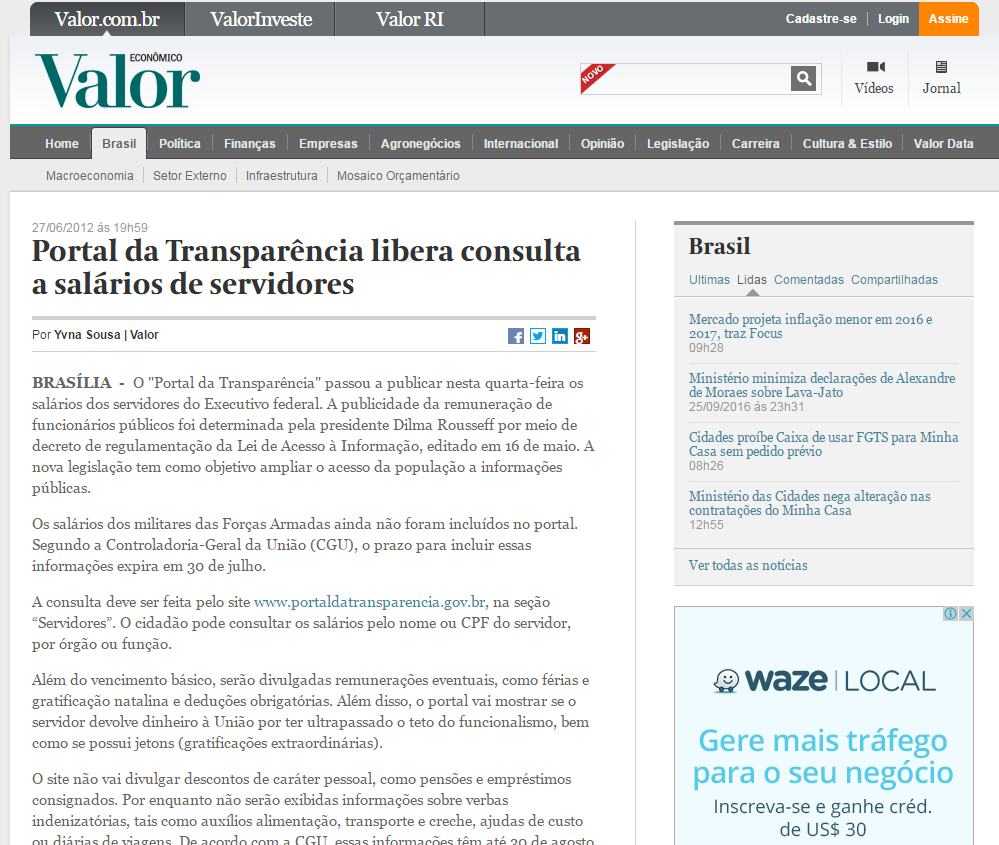 Valor.com.br ValorInveste Valor RI Cadastre-se Login Assine
Valor ECONÔMICO
NOVO
Vídeos Jornal
Home Brasil Política Finanças Empresas Agronegócios Internacional Opinião Legislação Carreira Cultura & Estilo Valor Data
Macroeconomia Setor Externo Infraestrutura Mosaico Orçamentário
27/06/2012 às 19h59
Portal da Transparência libera consulta
a salários de servidores
Por Yvna Sousa | Valor
BRASÍLIA - O "Portal da Transparência" passou a publicar nesta quarta-feira os
salários dos servidores do Executivo federal. A publicidade da remuneração de
funcionários públicos foi determinada pela presidente Dilma Rousseff por meio de
decreto de regulamentação da Lei de Acesso à Informação, editado em 16 de maio. A
nova legislação tem como objetivo ampliar o acesso da população a informações
públicas.
Os salários dos militares das Forças Armadas ainda não foram incluídos no portal.
Segundo a Controladoria-Geral da União (CGU), o prazo para incluir essas
informações expira em 30 de julho.
A consulta deve ser feita pelo site www.portaldatransparencia.gov.br, na seção
“Servidores”. O cidadão pode consultar os salários pelo nome ou CPF do servidor,
por órgão ou função.
Além do vencimento básico, serão divulgadas remunerações eventuais, como férias e
gratificação natalina e deduções obrigatórias. Além disso, o portal vai mostrar se o
servidor devolve dinheiro à União por ter ultrapassado o teto do funcionalismo, bem
como se possui jetons (gratificações extraordinárias).
O site não vai divulgar descontos de caráter pessoal, como pensões e empréstimos
consignados. Por enquanto não serão exibidas informações sobre verbas
indenizatórias, tais como auxílios alimentação, transporte e creche, ajudas de custo
ou diárias de viagens. De acordo com a CGU, essas informações têm até 30 de agosto
Brasil
Ultimas Lidas Comentadas Compartilhadas
Mercado projeta inflação menor em 2016 e
2017, traz Focus
09h28
Ministério minimiza declarações de Alexandre
de Moraes sobre Lava-Jato
25/09/2016 às 23h31
Cidades proíbe Caixa de usar FGTS para Minha
Casa sem pedido prévio
08h26
Ministério das Cidades nega alteração nas
contratações do Minha Casa
12h55
Ver todas as notícias
waze | LOCAL
Gere mais tráfego
para o seu negócio
Inscreva-se e ganhe créd.
de US$ 30